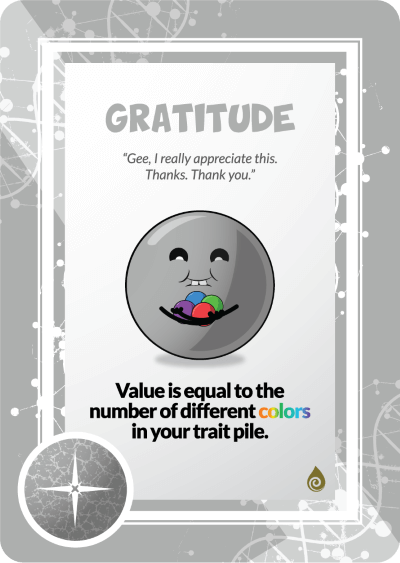 GRATITUDE
"Gee, I really appreciate this.
Thanks. Thank you."
Value is equal to the
number of different colors
in your trait pile.